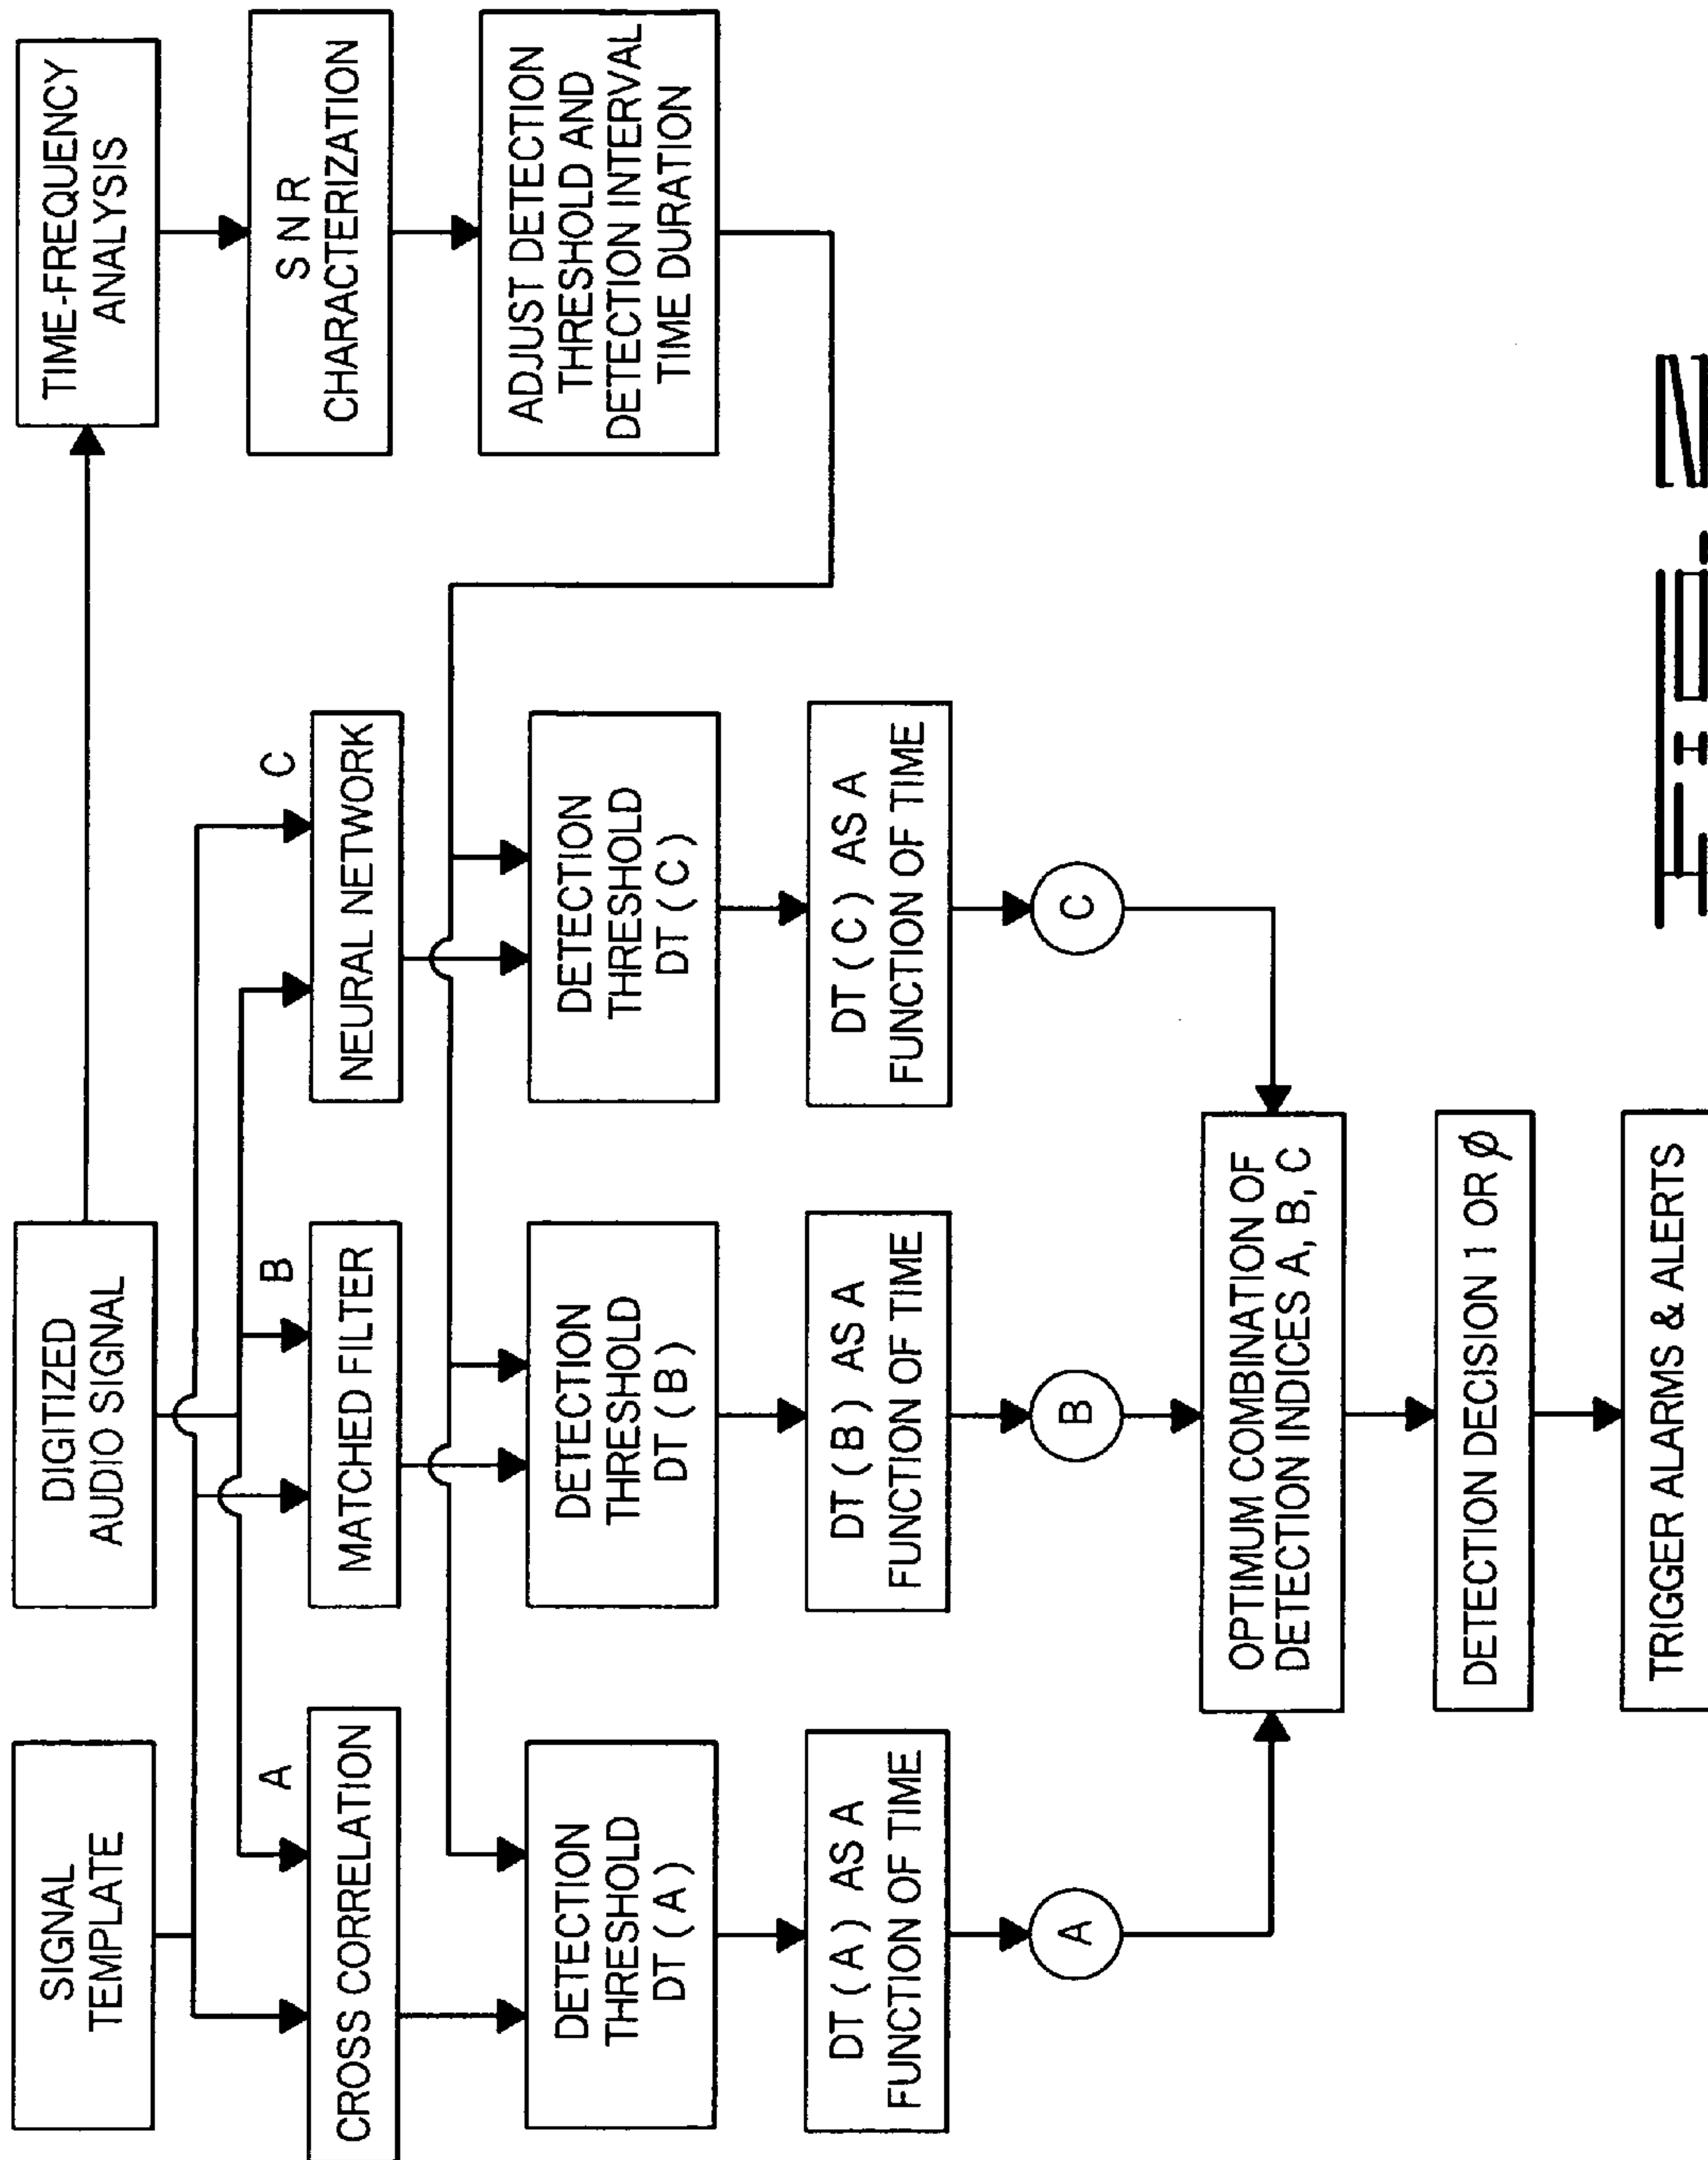 SIGNAL
TEMPLATE
DIGITIZED
AUDIO SIGNAL
TIME-FREQUENCY
ANALYSIS
A
B
C
CROSS CORRELATION
MATCHED FILTER
NEURAL NETWORK
S N R
CHARACTERIZATION
DETECTION
THRESHOLD
DT (A)
DETECTION
THRESHOLD
DT (B)
DETECTION
THRESHOLD
DT (C)
ADJUST DETECTION
THRESHOLD AND
DETECTION INTERVAL
TIME DURATION
DT (A) AS A
FUNCTION OF TIME
DT (B) AS A
FUNCTION OF TIME
DT (C) AS A
FUNCTION OF TIME
A
B
C
OPTIMUM COMBINATION OF
DETECTION INDICES A, B, C
DETECTION DECISION 1 OR Ø
TRIGGER ALARMS & ALERTS